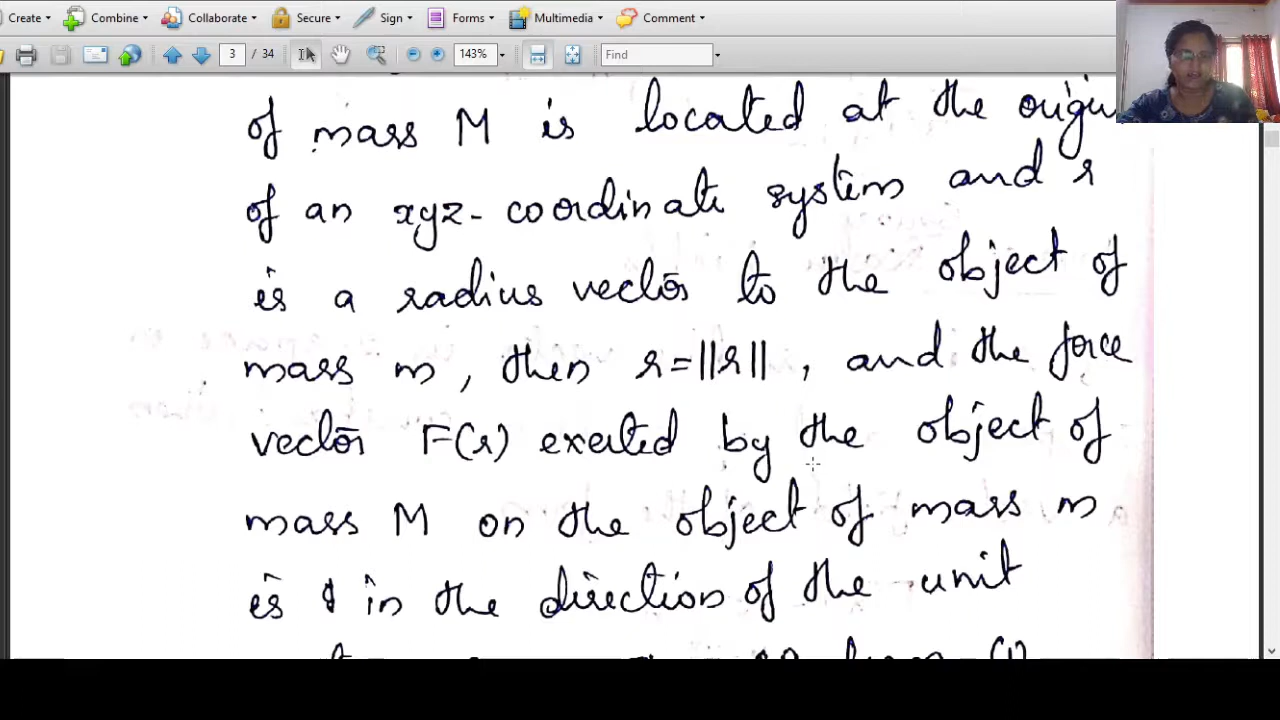 Create Combine Collaborate Secure Sign Forms Multimedia Comment
3 / 34 143% Find
of mass M is located at the origin
of an xyz- coordinate system and r
is a radius vector to the object of
mass m, then r=||r||, and the force
vector F(r) exerted by the object of
mass M on the object of mass m
is in the direction of the unit